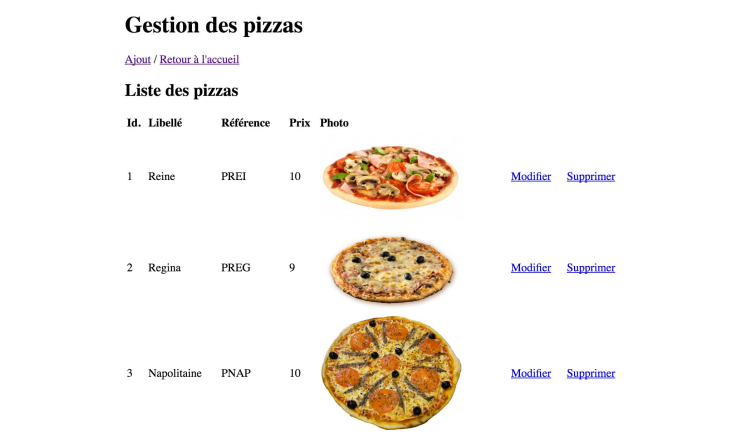 Gestion des pizzas
Ajout / Retour à l'accueil
Liste des pizzas
Id. Libellé Référence Prix Photo
1 Reine PREI 10 Modifier Supprimer
2 Regina PREG 9 Modifier Supprimer
3 Napolitaine PNAP 10 Modifier Supprimer